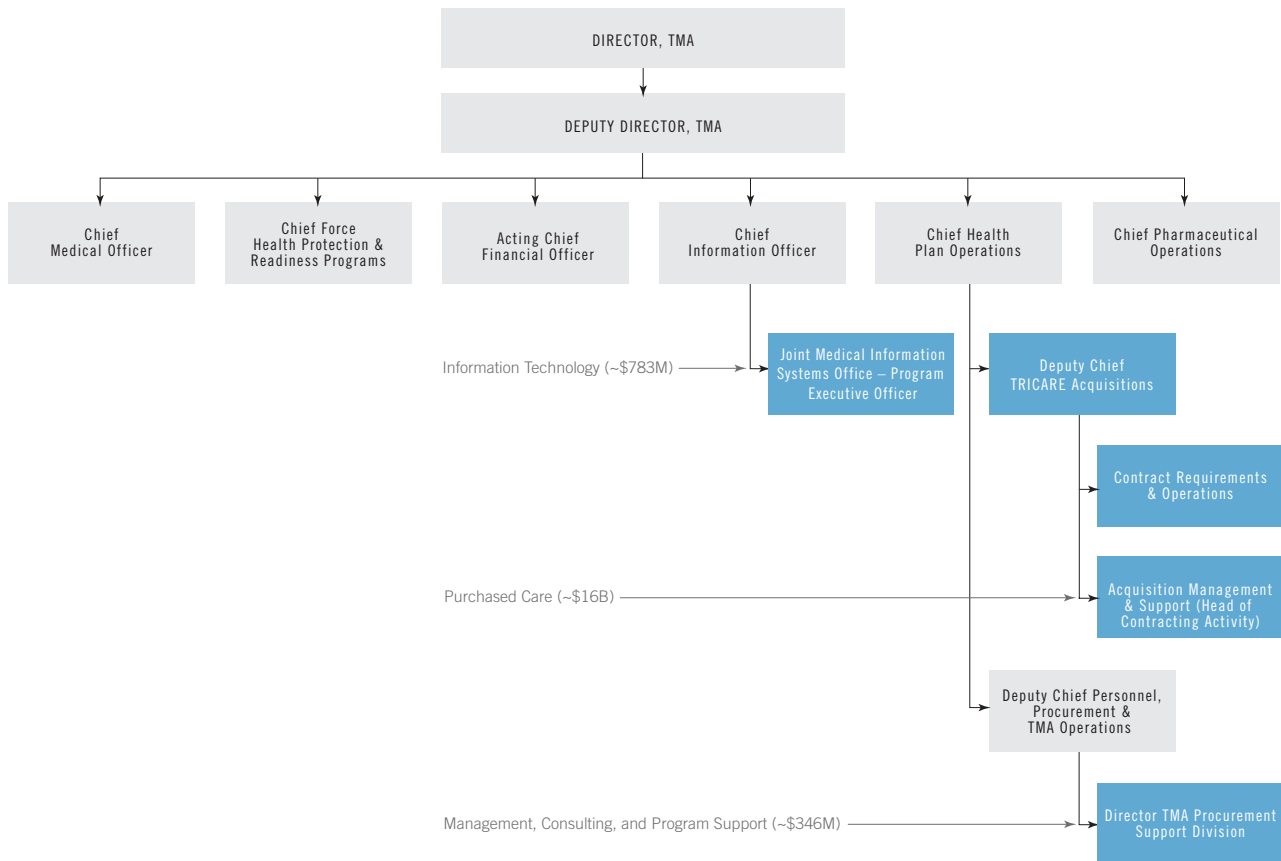 DIRECTOR, TMA
DEPUTY DIRECTOR, TMA
Chief
Medical Officer
Chief Force
Health Protection &
Readiness Programs
Acting Chief
Financial Officer
Chief
Information Officer
Chief Health
Plan Operations
Chief Pharmaceutical
Operations
Information Technology (~$783M)
Joint Medical Information
Systems Office – Program
Executive Officer
Deputy Chief
TRICARE Acquisitions
Contract Requirements
& Operations
Purchased Care (~$16B)
Acquisition Management
& Support (Head of
Contracting Activity)
Deputy Chief Personnel,
Procurement &
TMA Operations
Management, Consulting, and Program Support (~$346M)
Director TMA Procurement
Support Division